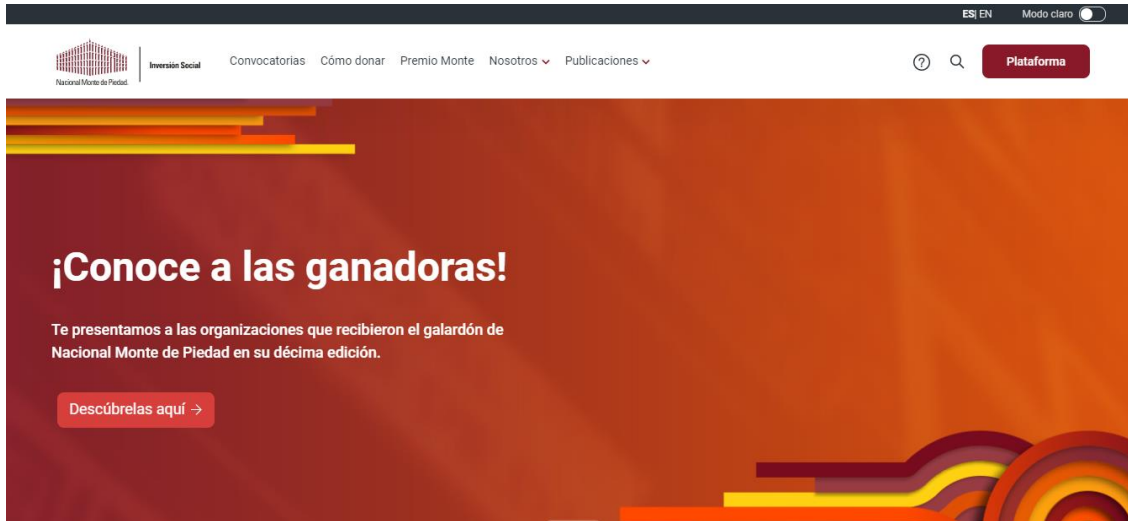 ES| EN Modo claro
Nacional Monte de Piedad.
Inversión Social
Convocatorias Cómo donar Premio Monte Nosotros Publicaciones
Plataforma
¡Conoce a las ganadoras!
Te presentamos a las organizaciones que recibieron el galardón de
Nacional Monte de Piedad en su décima edición.
Descúbrelas aquí →